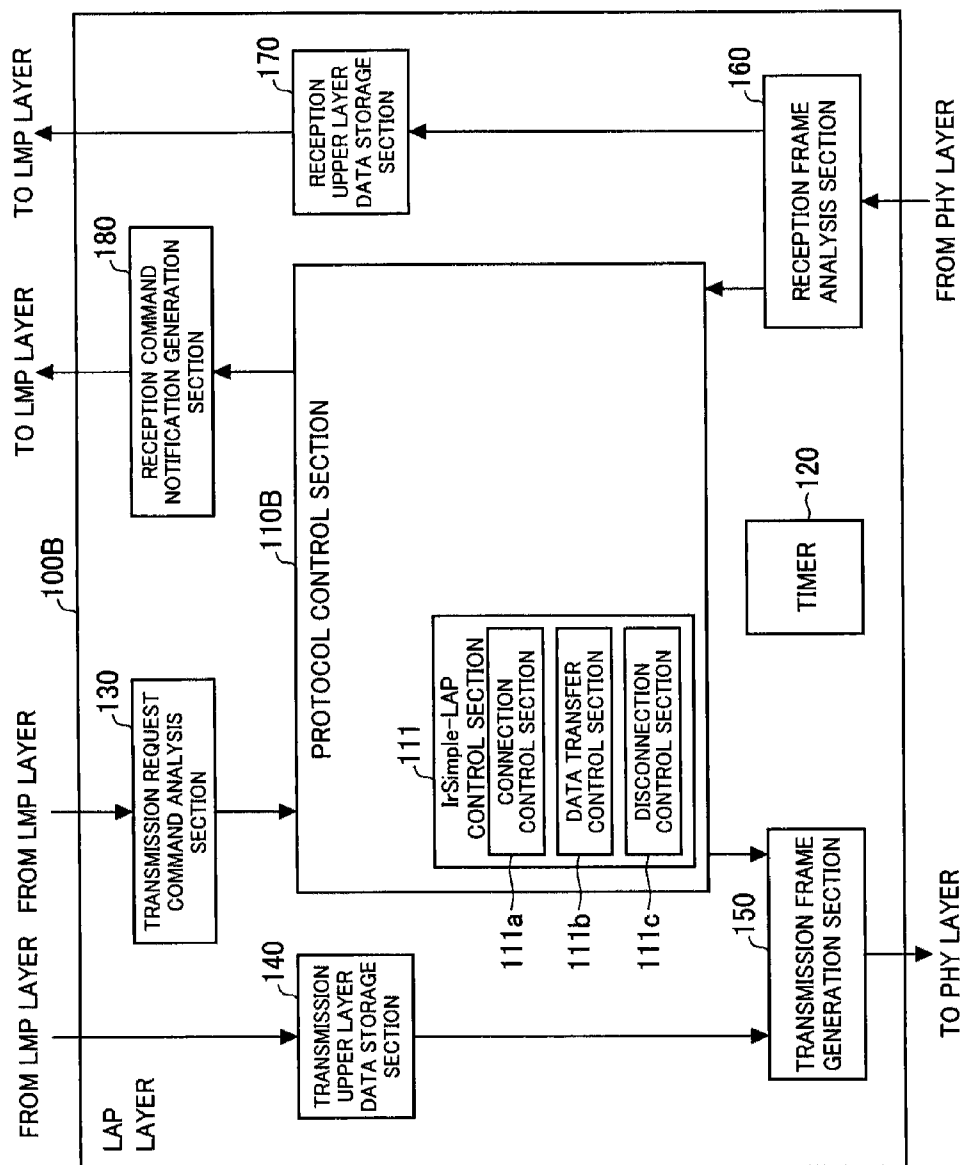 FROM LMP LAYER
FROM LMP LAYER
TO LMP LAYER
TO LMP LAYER
LAP
LAYER
100B
130
TRANSMISSION REQUEST
COMMAND ANALYSIS
SECTION
180
RECEPTION COMMAND
NOTIFICATION GENERATION
SECTION
140
TRANSMISSION
UPPER LAYER
DATA STORAGE
SECTION
170
RECEPTION
UPPER LAYER
DATA STORAGE
SECTION
110B
PROTOCOL CONTROL SECTION
111
IrSimple-LAP
CONTROL SECTION
111a
CONNECTION
CONTROL SECTION
111b
DATA TRANSFER
CONTROL SECTION
111c
DISCONNECTION
CONTROL SECTION
150
TRANSMISSION FRAME
GENERATION SECTION
120
TIMER
160
RECEPTION FRAME
ANALYSIS SECTION
TO PHY LAYER
FROM PHY LAYER